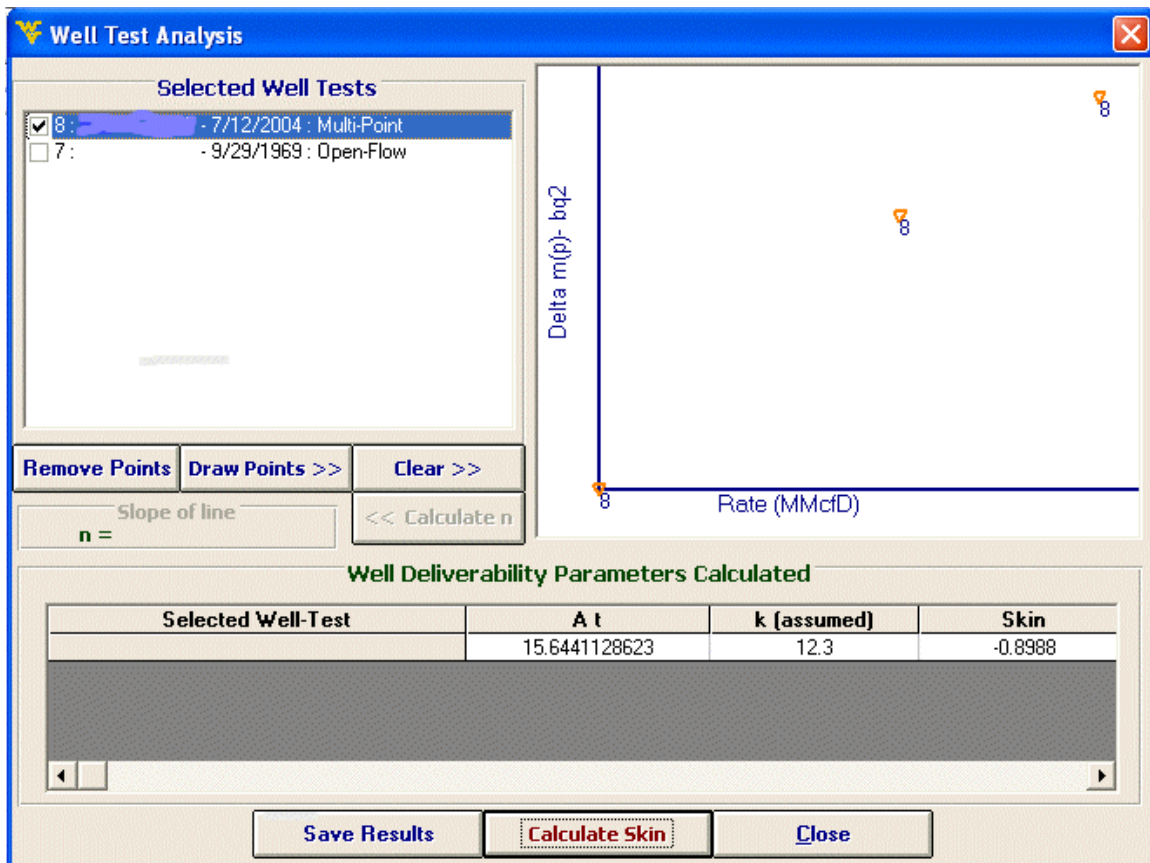 Well Test Analysis
Selected Well Tests
8 : - 7/12/2004 : Multi-Point
7 : - 9/29/1969 : Open-Flow
Remove Points Draw Points >> Clear >>
Slope of line
n =
<< Calculate n
Delta m(p)- bq2
8
8
8
Rate (MMcfD)
Well Deliverability Parameters Calculated
Selected Well-Test A t k (assumed) Skin
15.6441128623 12.3 -0.8988
Save Results Calculate Skin Close